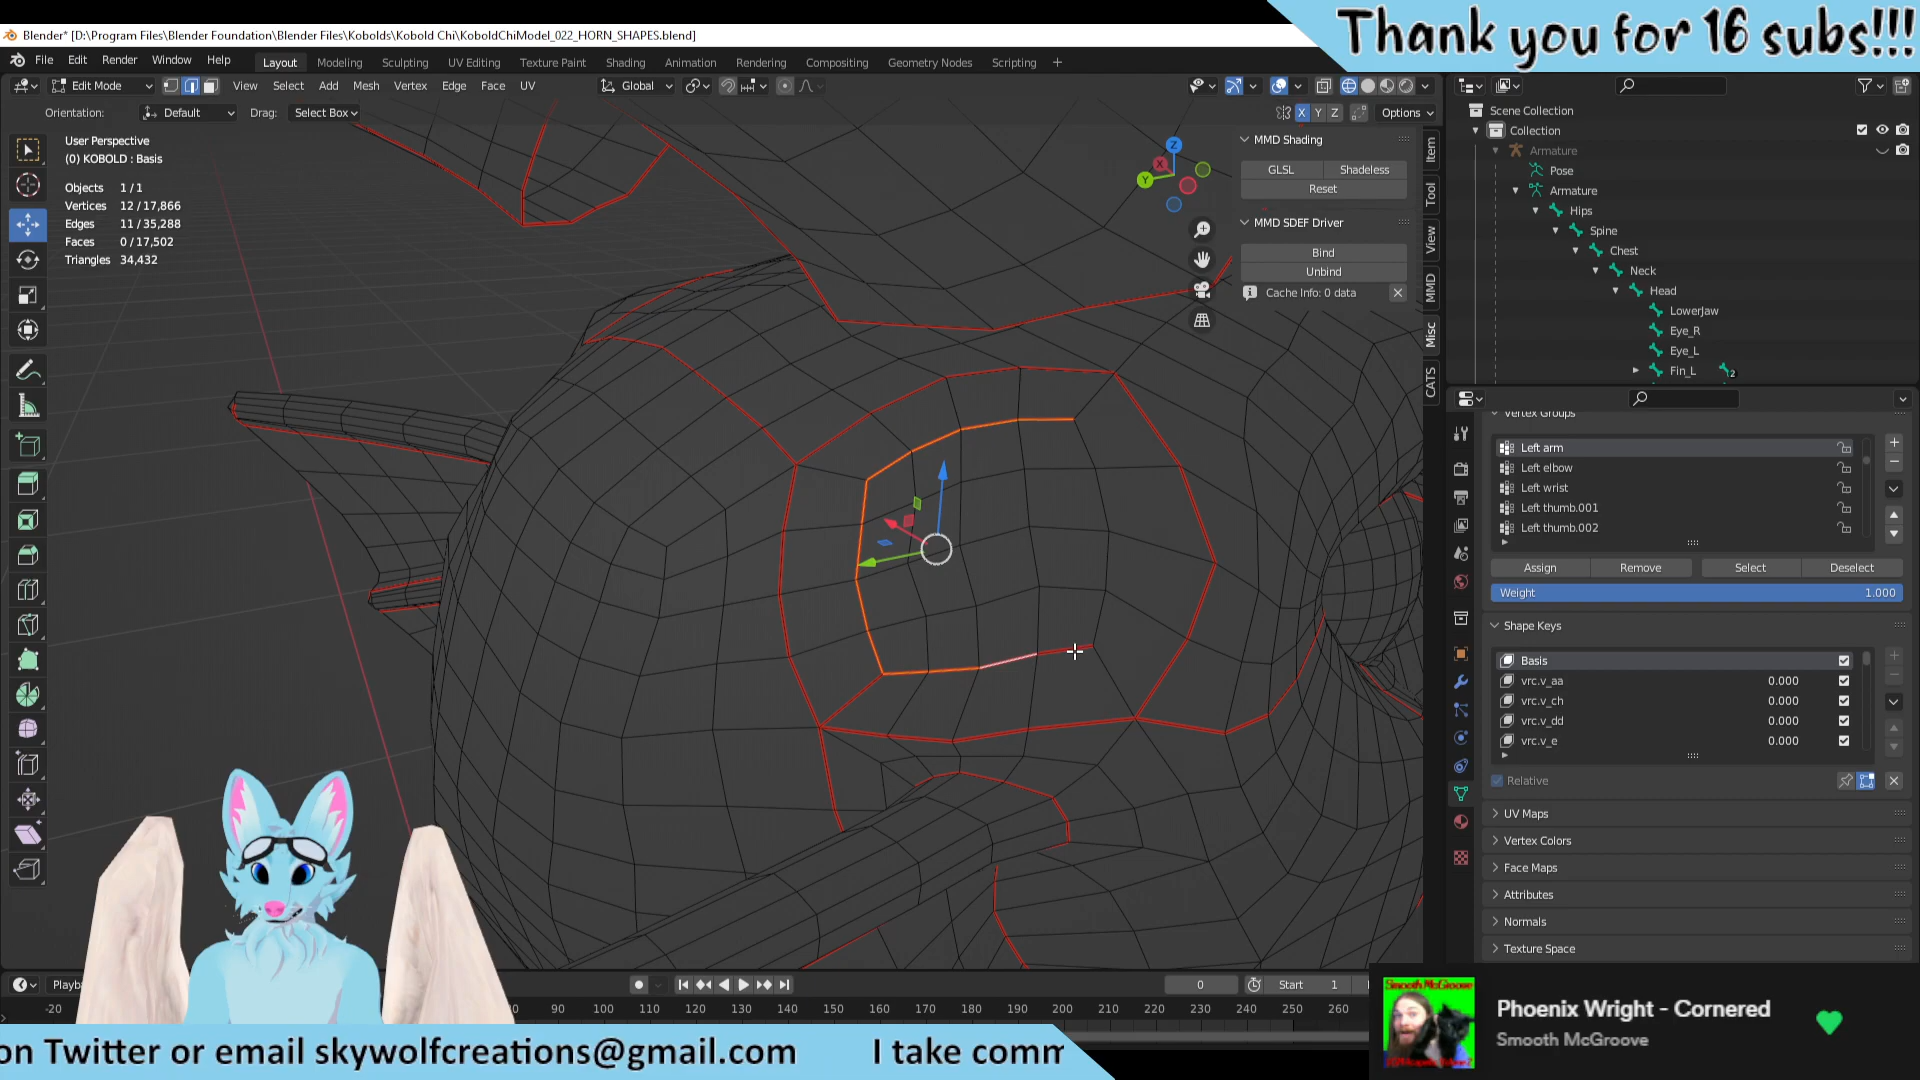 Thank you for 16 subs!!!
Blender* [D:\Program Files\Blender Foundation\Blender Files\Kobolds\Kobold Chi\KoboldChiModel_022_HORN_SHAPES.blend]
File Edit Render Window Help Layout Modeling Sculpting UV Editing Texture Paint Shading Animation Rendering Compositing Geometry Nodes Scripting +
Edit Mode View Select Add Mesh Vertex Edge Face UV Global
Orientation: Default Drag: Select Box X Y Z Options
User Perspective
(0) KOBOLD : Basis
Objects 1 / 1
Vertices 12 / 17,866
Edges 11 / 35,288
Faces 0 / 17,502
Triangles 34,432
Z
X
Y
MMD Shading
GLSL Shadeless
Reset
MMD SDEF Driver
Bind
Unbind
Cache Info: 0 data
Item
Tool
View
MMD
Misc
CATS
Scene Collection
Collection
Armature
Pose
Armature
Hips
Spine
Chest
Neck
Head
LowerJaw
Eye_R
Eye_L
Fin_L 2
Vertex Groups
Left arm
Left elbow
Left wrist
Left thumb.001
Left thumb.002
Assign Remove Select Deselect
Weight 1.000
Shape Keys
Basis
vrc.v_aa 0.000
vrc.v_ch 0.000
vrc.v_dd 0.000
vrc.v_e 0.000
Relative
UV Maps
Vertex Colors
Face Maps
Attributes
Normals
Texture Space
Playba 0 Start 1
-20 80 90 100 110 120 130 140 150 160 170 180 190 200 210 220 230 240 250 260
Smooth McGroove
Phoenix Wright - Cornered
Smooth McGroove
on Twitter or email skywolfcreations@gmail.com I take comm